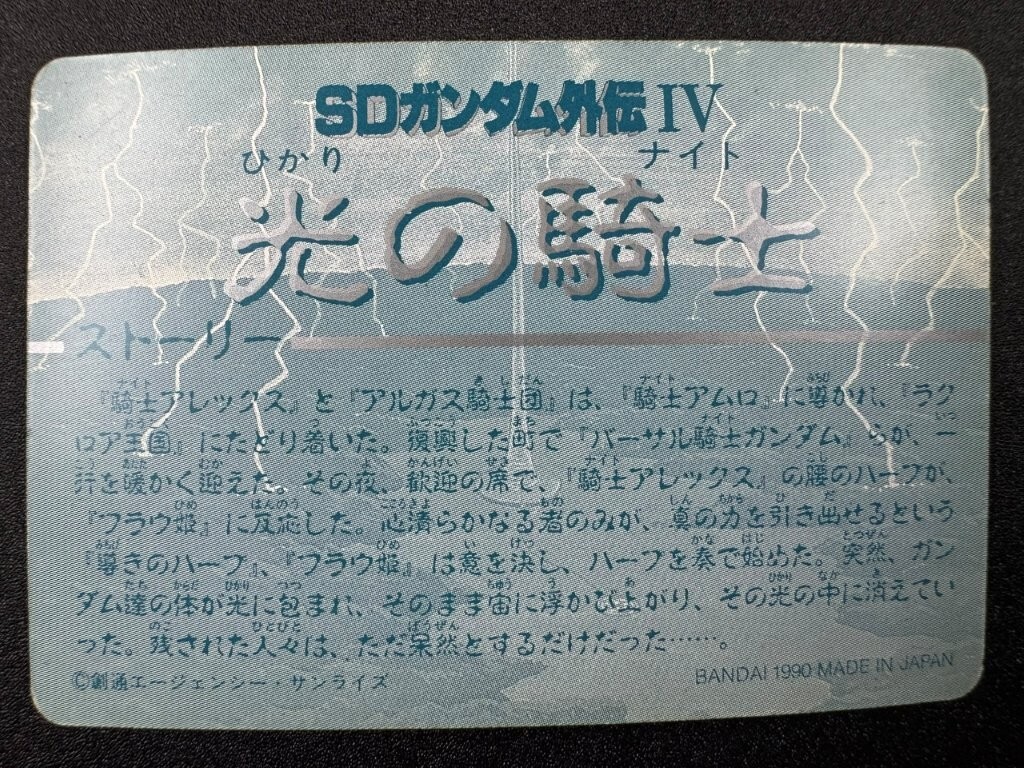 SDガンダム外伝 IV
ひかり ナイト
光の騎士
ストーリー
『騎士アレックス』と『アルガス騎士団』は、『騎士アムロ』に導かれ、『ラク
ロア王国』にたどり着いた。復興した町で『バーサル騎士ガンダム』らが、一
行を暖かく迎えた。その夜、歓迎の席で、『騎士アレックス』の腰のハープが、
『フラウ姫』に反応した。心清らかなる者のみが、真の力を引き出せるという
『導きのハープ』、『フラウ姫』は意を決し、ハープを奏で始めた。突然、ガン
ダム達の体が光に包まれ、そのまま宙に浮かび上がり、その光の中に消えてい
った。残された人々は、ただ呆然とするだけだった……。
©創通エージェンシー・サンライズ
BANDAI 1990 MADE IN JAPAN